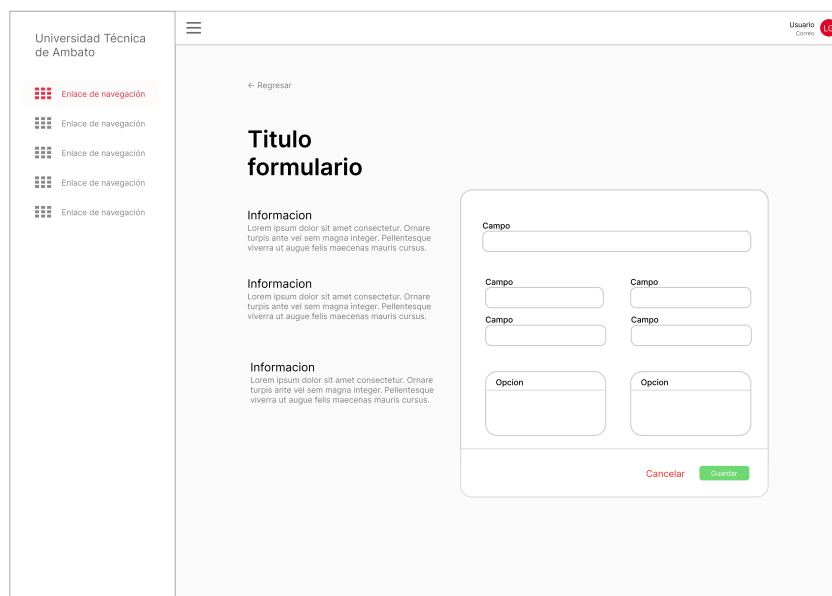 Universidad Técnica
de Ambato
Enlace de navegación
Enlace de navegación
Enlace de navegación
Enlace de navegación
Enlace de navegación
Usuario
Correo
LG
← Regresar
Titulo
formulario
Informacion
Lorem ipsum dolor sit amet consectetur. Ornare
turpis ante vel sem magna integer. Pellentesque
viverra ut augue felis maecenas mauris cursus.
Informacion
Lorem ipsum dolor sit amet consectetur. Ornare
turpis ante vel sem magna integer. Pellentesque
viverra ut augue felis maecenas mauris cursus.
Informacion
Lorem ipsum dolor sit amet consectetur. Ornare
turpis ante vel sem magna integer. Pellentesque
viverra ut augue felis maecenas mauris cursus.
Campo
Campo
Campo
Campo
Campo
Opcion
Opcion
Cancelar
Guardar